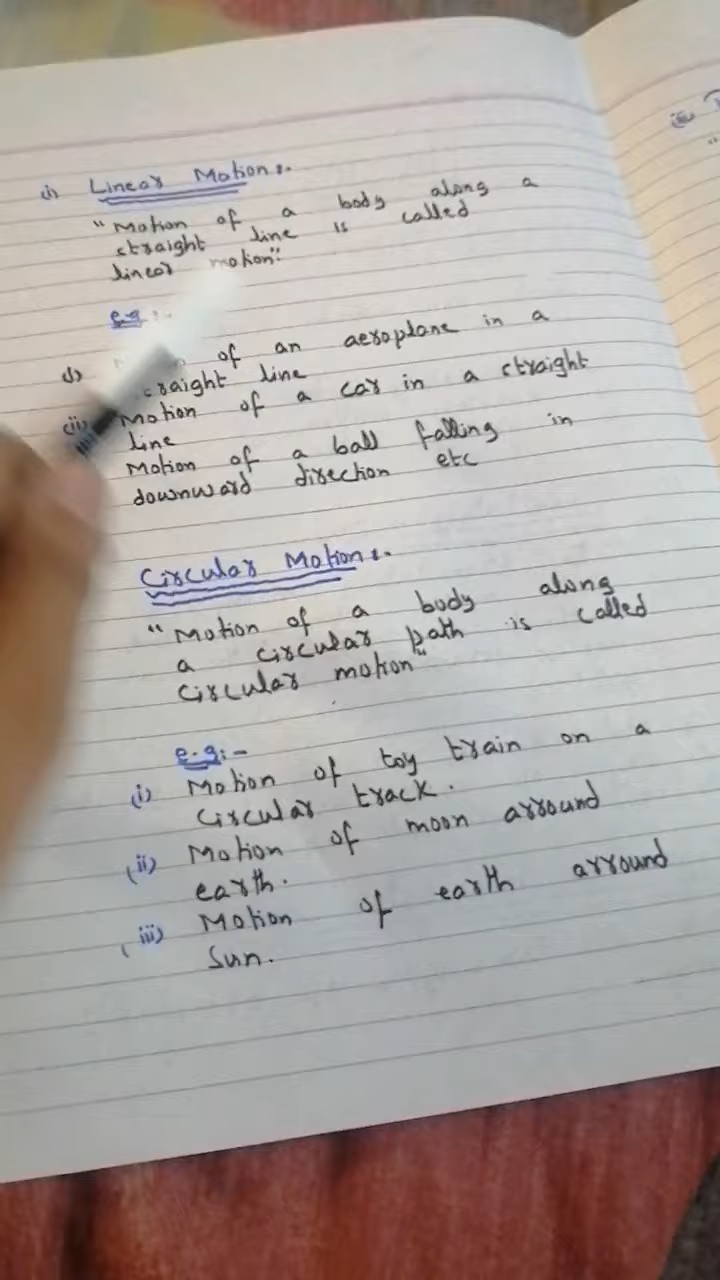 (i) Linear Motion:.
"Motion of a body along a
straight line is called
linear motion".
e.g:-
of an aeroplane in a
straight line
(ii) Motion of a car in a straight
line
Motion of a ball falling in
downward direction etc
Circular Motion:.
"Motion of a body along
a circular path is called
circular motion"
e.g:-
(i) Motion of toy train on a
circular track.
(ii) Motion of moon arround
earth.
(iii) Motion of earth arround
Sun.